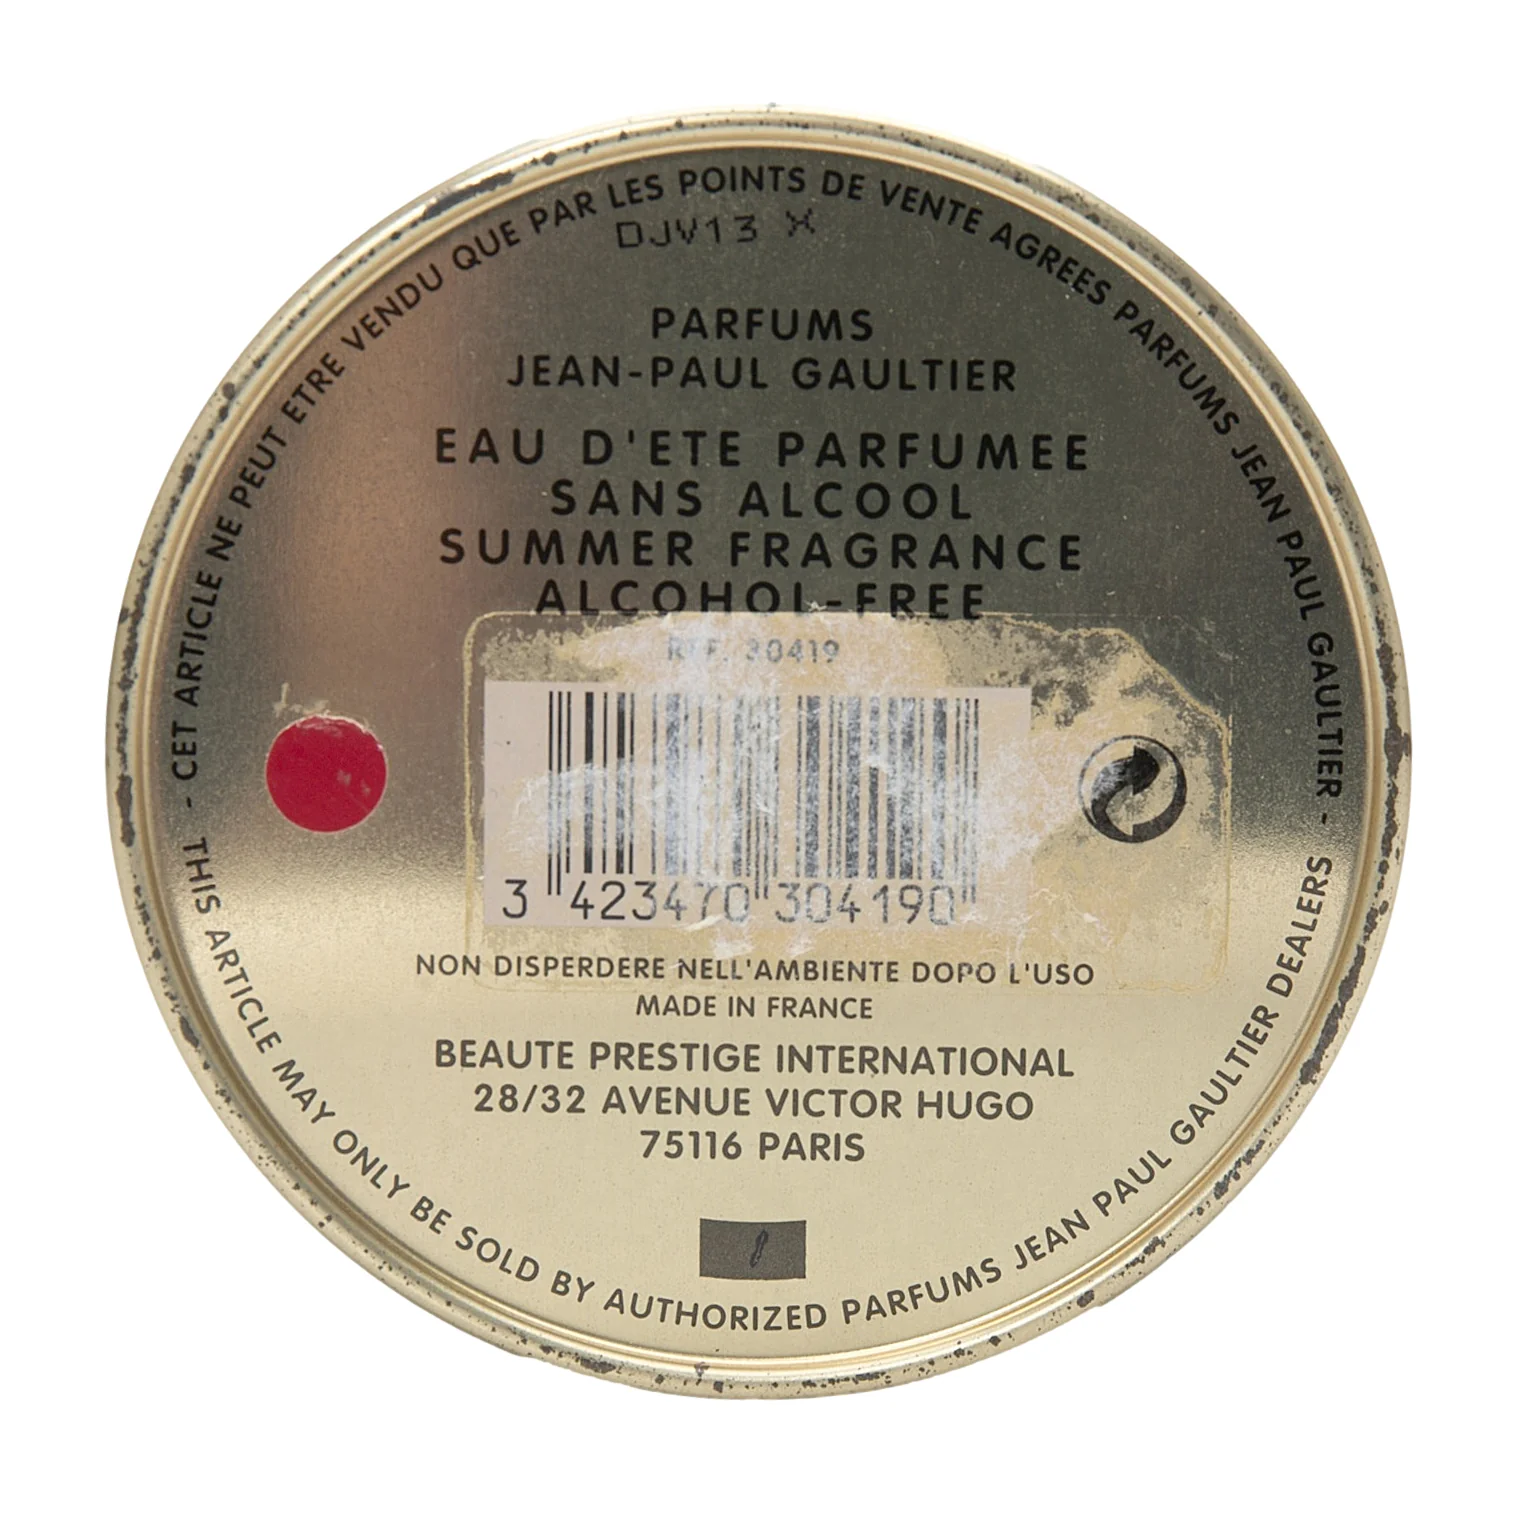 CET ARTICLE NE PEUT ETRE VENDU QUE PAR LES POINTS DE VENTE AGREES PARFUMS JEAN PAUL GAULTIER -
THIS ARTICLE MAY ONLY BE SOLD BY AUTHORIZED PARFUMS JEAN PAUL GAULTIER DEALERS -
DJV13 X
PARFUMS
JEAN-PAUL GAULTIER
EAU D'ETE PARFUMEE
SANS ALCOOL
SUMMER FRAGRANCE
ALCOHOL-FREE
REF. 30419
3 423470 304190
NON DISPERDERE NELL'AMBIENTE DOPO L'USO
MADE IN FRANCE
BEAUTE PRESTIGE INTERNATIONAL
28/32 AVENUE VICTOR HUGO
75116 PARIS